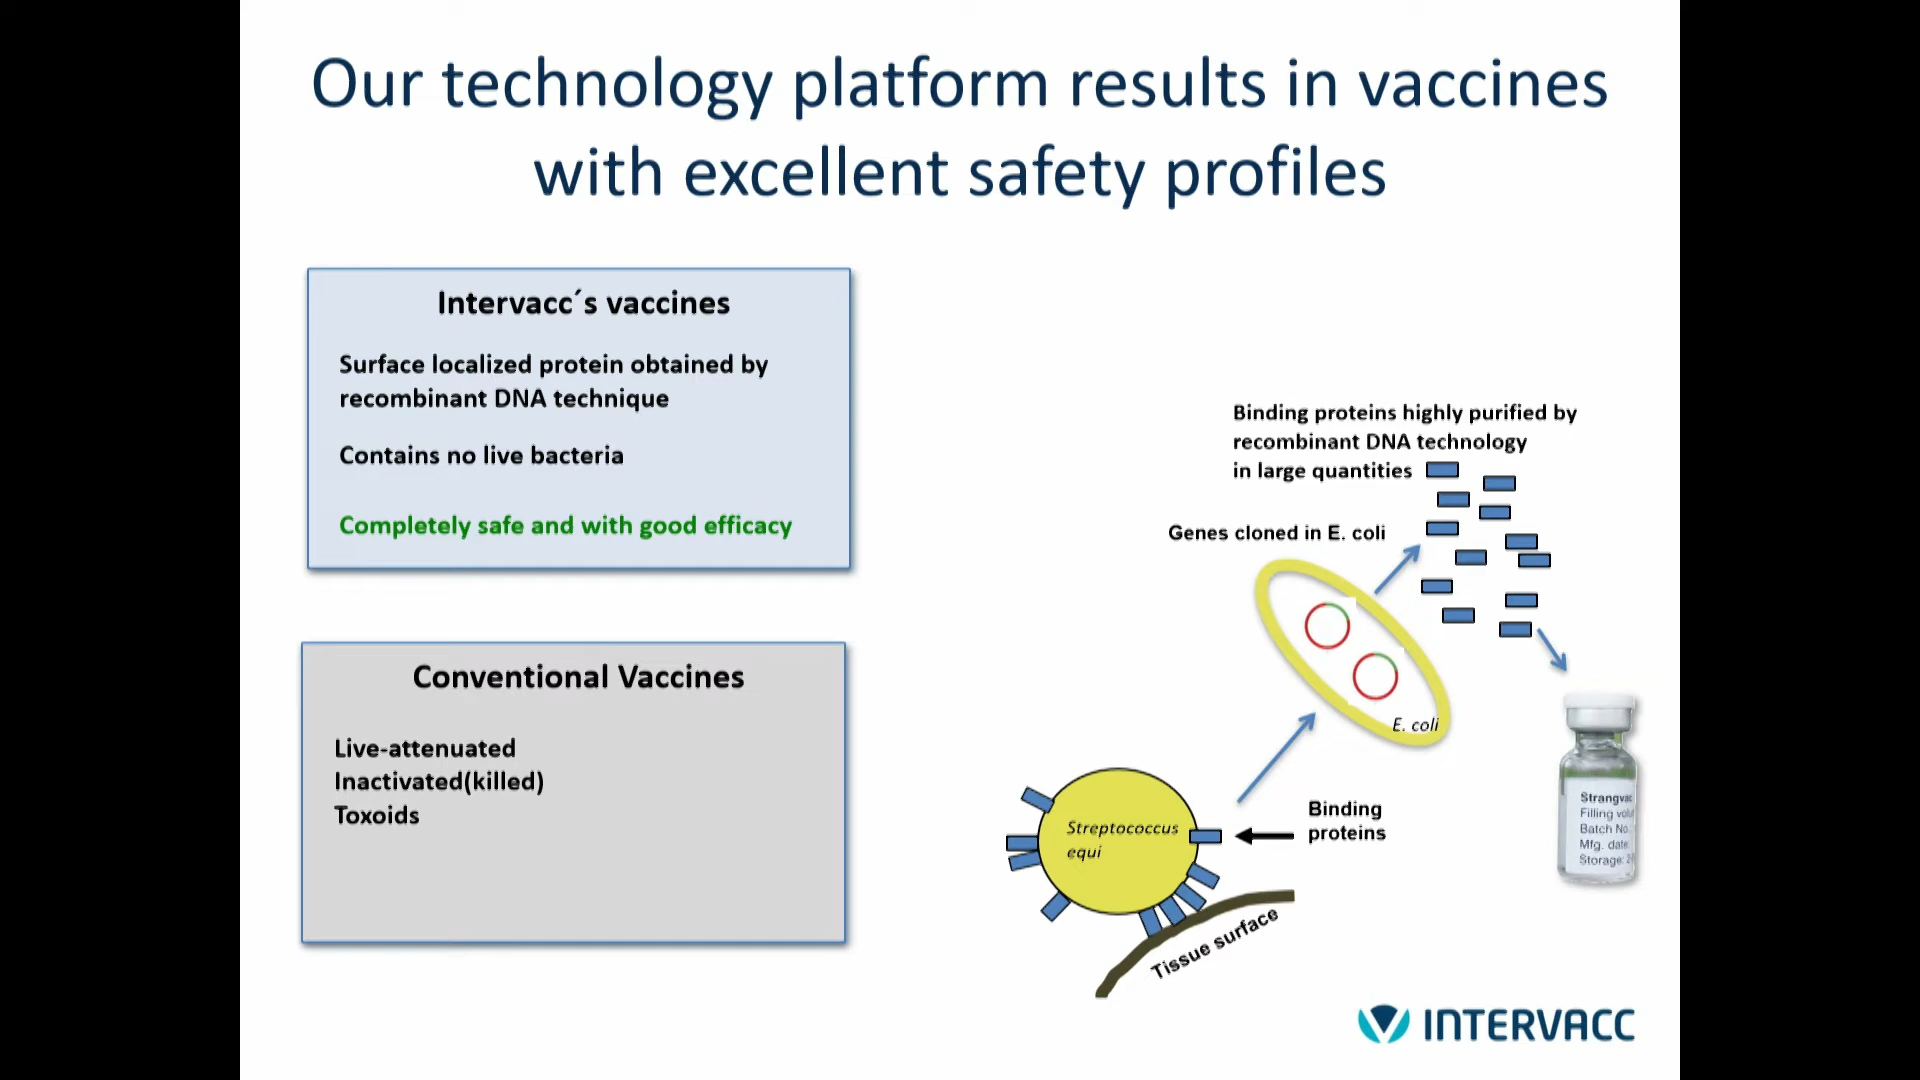 Our technology platform results in vaccines
with excellent safety profiles
Intervacc´s vaccines
Surface localized protein obtained by
recombinant DNA technique
Contains no live bacteria
Completely safe and with good efficacy
Conventional Vaccines
Live-attenuated
Inactivated(killed)
Toxoids
Binding proteins highly purified by
recombinant DNA technology
in large quantities
Genes cloned in E. coli
E. coli
Streptococcus
equi
Binding
proteins
Tissue surface
Strangvac
Filling
Batch No.
Mfg. date
Storage:
INTERVACC